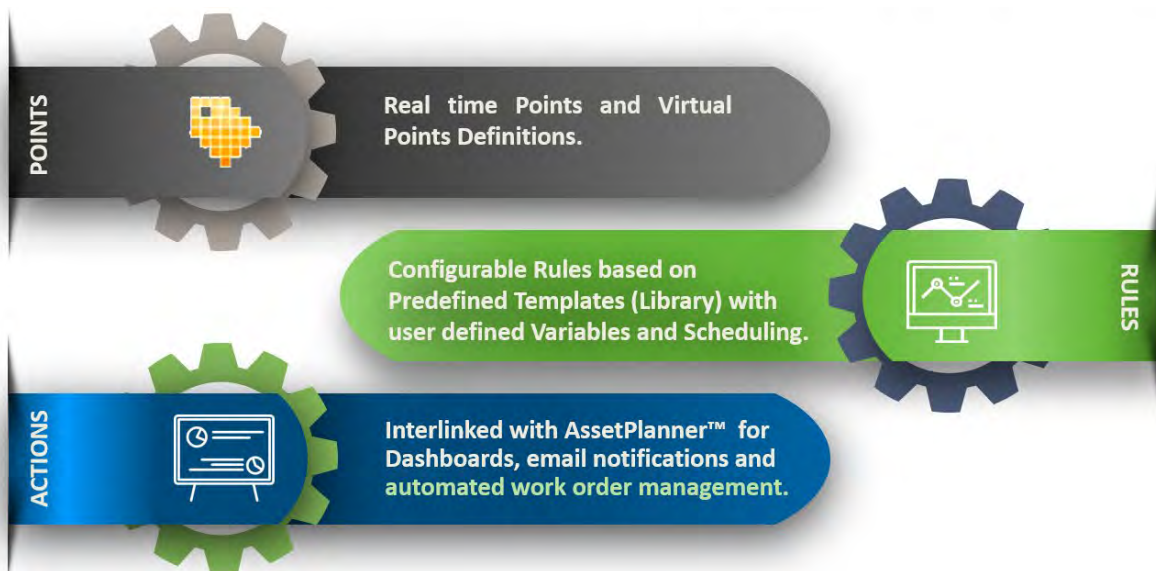 POINTS
Real time Points and Virtual
Points Definitions.
Configurable Rules based on
Predefined Templates (Library) with
user defined Variables and Scheduling.
RULES
ACTIONS
Interlinked with AssetPlanner™ for
Dashboards, email notifications and
automated work order management.